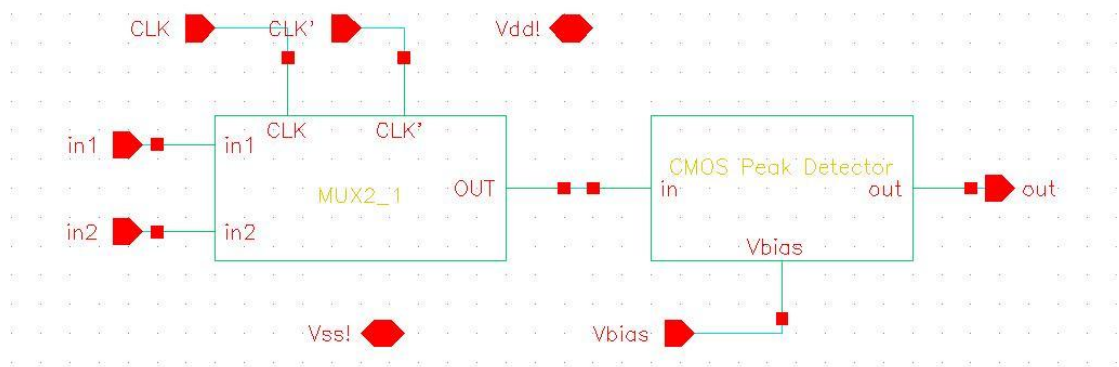 CLK CLK' Vdd!
CLK CLK'
in1 in1 CMOS Peak Detector
MUX2_1 OUT in out out
in2 in2
Vbias
Vss! Vbias